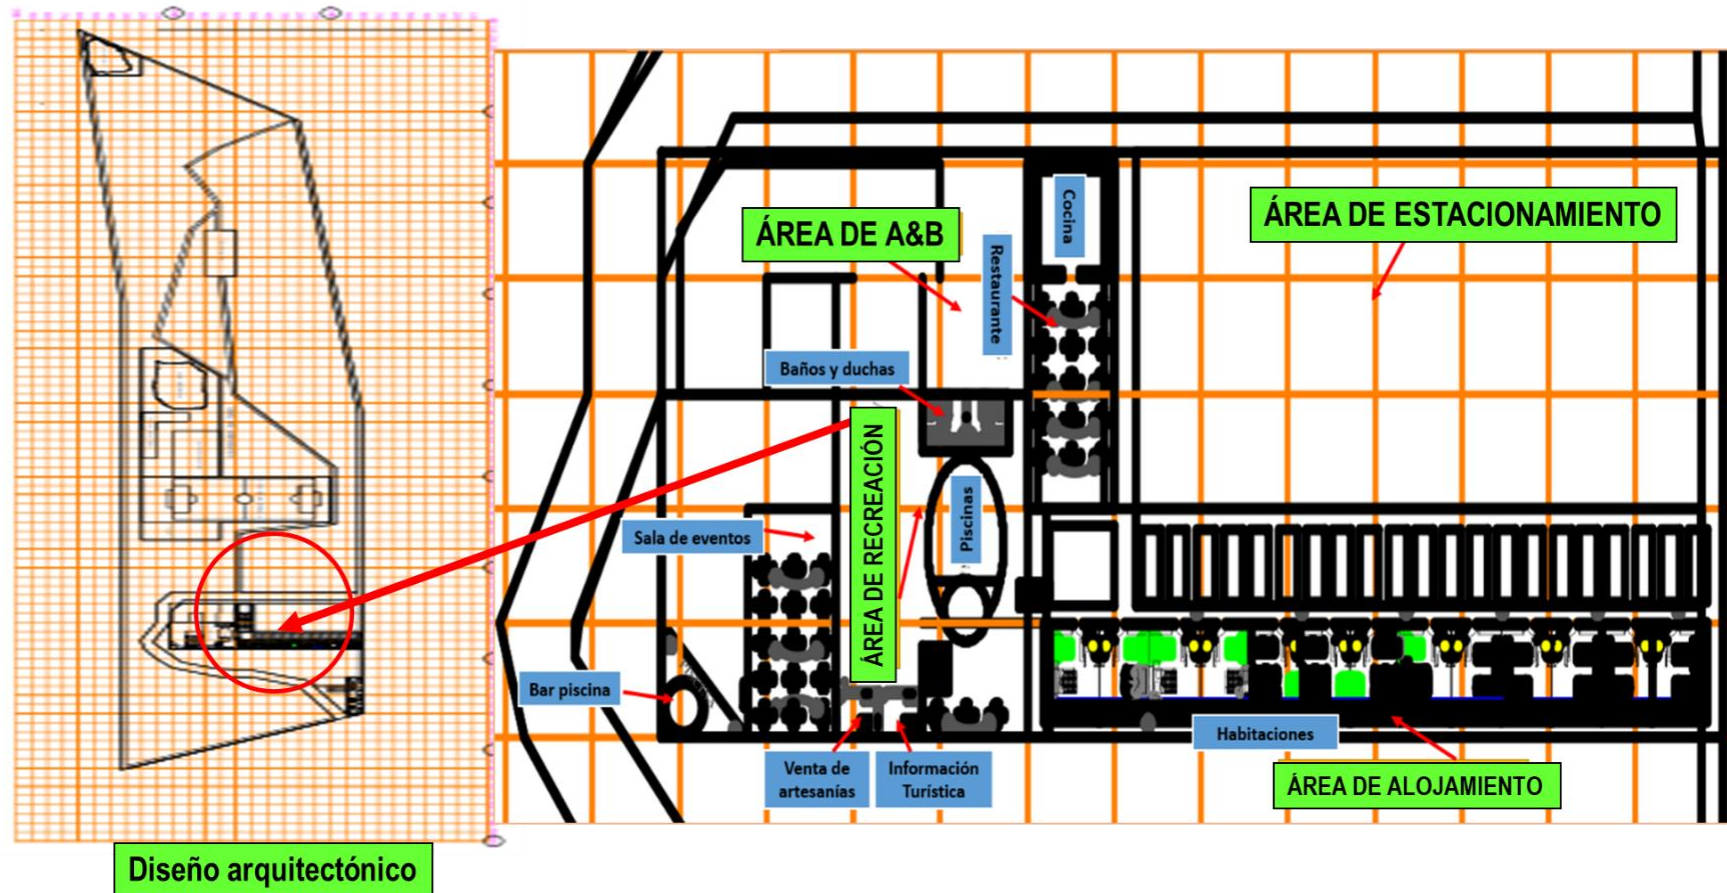 ÁREA DE A&B
Cocina
ÁREA DE ESTACIONAMIENTO
Restaurante
Baños y duchas
ÁREA DE RECREACIÓN
Piscinas
Sala de eventos
Bar piscina
Habitaciones
Venta de
artesanías
Información
Turística
ÁREA DE ALOJAMIENTO
Diseño arquitectónico